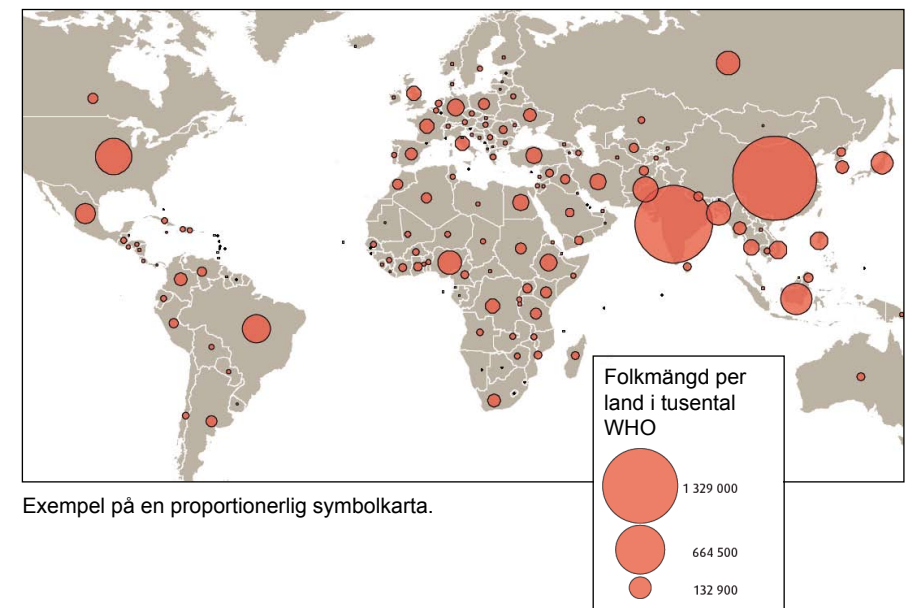 Folkmängd per
land i tusental
WHO
1 329 000
664 500
132 900
Exempel på en proportionerlig symbolkarta.